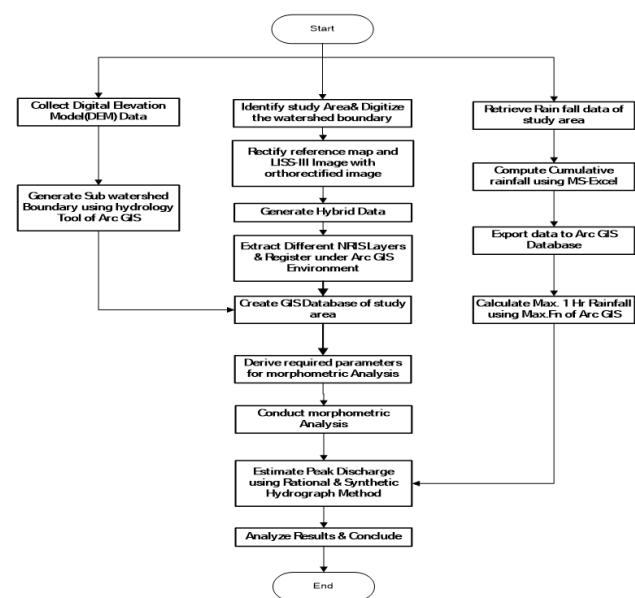 Start
Collect Digital Elevation
Model(DEM) Data
Generate Sub watershed
Boundary using hydrology
Tool of Arc GIS
Identify study Area& Digitize
the watershed boundary
Rectify reference map and
LISS-III Image with
orthorectified image
Generate Hybrid Data
Extract Different NRIS Layers
& Register under Arc GIS
Environment
Create GIS Database of study
area
Derive required parameters
for morphometric Analysis
Conduct morphometric
Analysis
Retrieve Rain fall data of
study area
Compute Cumulative
rainfall using MS-Excel
Export data to Arc GIS
Database
Calculate Max. 1 Hr Rainfall
using Max.Fn of Arc GIS
Estimate Peak Discharge
using Rational & Synthetic
Hydrograph Method
Analyze Results & Conclude
End